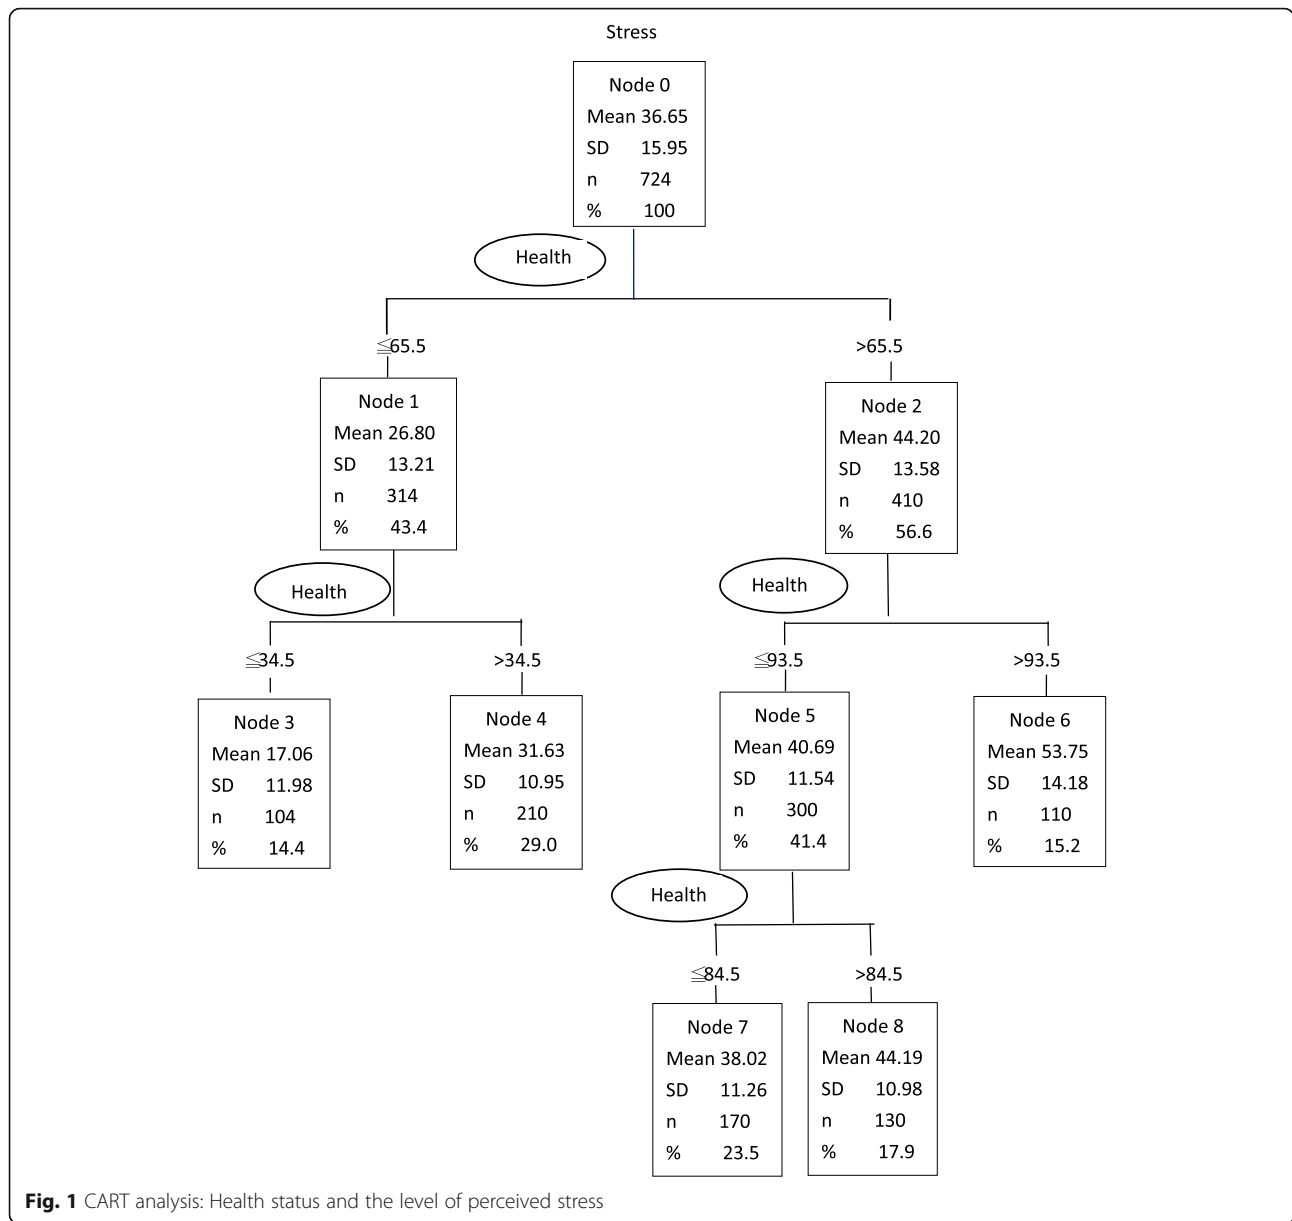 Stress
Node 0
Mean 36.65
SD 15.95
n 724
% 100
Health
≦65.5
>65.5
Node 1
Mean 26.80
SD 13.21
n 314
% 43.4
Node 2
Mean 44.20
SD 13.58
n 410
% 56.6
Health
Health
≦34.5
>34.5
≦93.5
>93.5
Node 3
Mean 17.06
SD 11.98
n 104
% 14.4
Node 4
Mean 31.63
SD 10.95
n 210
% 29.0
Node 5
Mean 40.69
SD 11.54
n 300
% 41.4
Node 6
Mean 53.75
SD 14.18
n 110
% 15.2
Health
≦84.5
>84.5
Node 7
Mean 38.02
SD 11.26
n 170
% 23.5
Node 8
Mean 44.19
SD 10.98
n 130
% 17.9
Fig. 1 CART analysis: Health status and the level of perceived stress